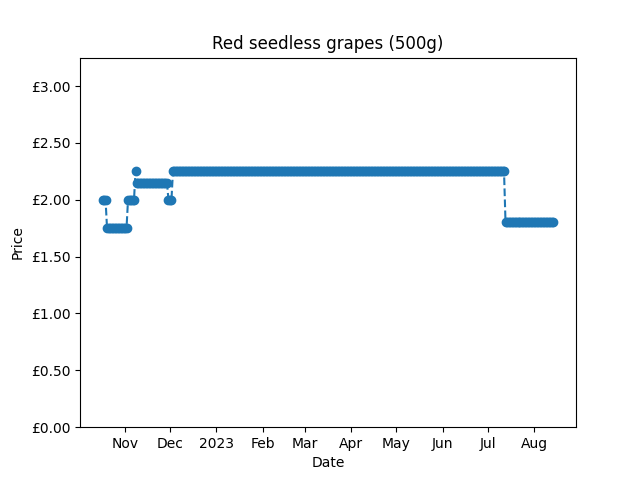 Red seedless grapes (500g)
£3.00
£2.50
£2.00
£1.50
£1.00
£0.50
£0.00
Price
Nov Dec 2023 Feb Mar Apr May Jun Jul Aug
Date